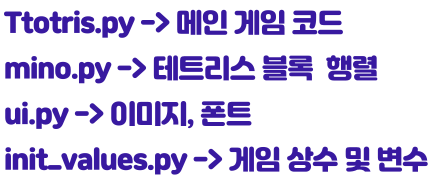 Ttotris.py -> 메인 게임 코드
mino.py -> 테트리스 블록 행렬
ui.py -> 이미지, 폰트
init_values.py -> 게임 상수 및 변수